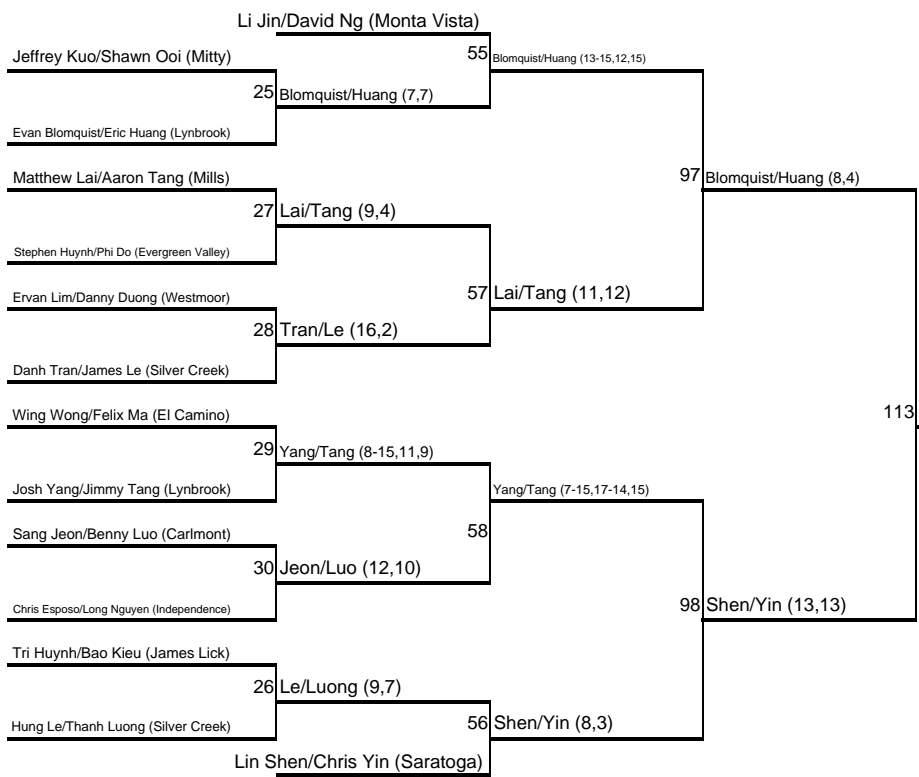 Li Jin/David Ng (Monta Vista)
Jeffrey Kuo/Shawn Ooi (Mitty)
55 Blomquist/Huang (13-15,12,15)
25 Blomquist/Huang (7,7)
Evan Blomquist/Eric Huang (Lynbrook)
Matthew Lai/Aaron Tang (Mills)
97 Blomquist/Huang (8,4)
27 Lai/Tang (9,4)
Stephen Huynh/Phi Do (Evergreen Valley)
Ervan Lim/Danny Duong (Westmoor)
57 Lai/Tang (11,12)
28 Tran/Le (16,2)
Danh Tran/James Le (Silver Creek)
Wing Wong/Felix Ma (El Camino)
113
29 Yang/Tang (8-15,11,9)
Josh Yang/Jimmy Tang (Lynbrook)
Yang/Tang (7-15,17-14,15)
Sang Jeon/Benny Luo (Carlmont)
58
30 Jeon/Luo (12,10)
Chris Esposo/Long Nguyen (Independence)
98 Shen/Yin (13,13)
Tri Huynh/Bao Kieu (James Lick)
26 Le/Luong (9,7)
Hung Le/Thanh Luong (Silver Creek)
56 Shen/Yin (8,3)
Lin Shen/Chris Yin (Saratoga)